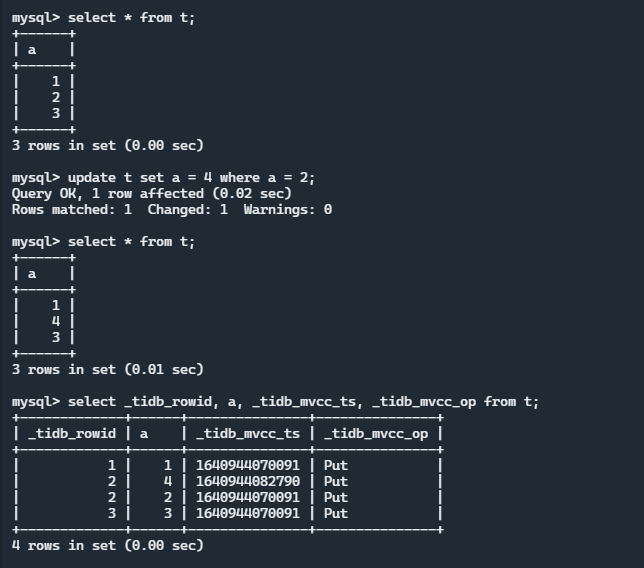 mysql> select * from t;
+------+
| a    |
+------+
|    1 |
|    2 |
|    3 |
+------+
3 rows in set (0.00 sec)

mysql> update t set a = 4 where a = 2;
Query OK, 1 row affected (0.02 sec)
Rows matched: 1  Changed: 1  Warnings: 0

mysql> select * from t;
+------+
| a    |
+------+
|    1 |
|    4 |
|    3 |
+------+
3 rows in set (0.01 sec)

mysql> select _tidb_rowid, a, _tidb_mvcc_ts, _tidb_mvcc_op from t;
+-------------+------+---------------+---------------+
| _tidb_rowid | a    | _tidb_mvcc_ts | _tidb_mvcc_op |
+-------------+------+---------------+---------------+
|           1 |    1 | 1640944070091 | Put           |
|           2 |    4 | 1640944082790 | Put           |
|           2 |    2 | 1640944070091 | Put           |
|           3 |    3 | 1640944070091 | Put           |
+-------------+------+---------------+---------------+
4 rows in set (0.00 sec)